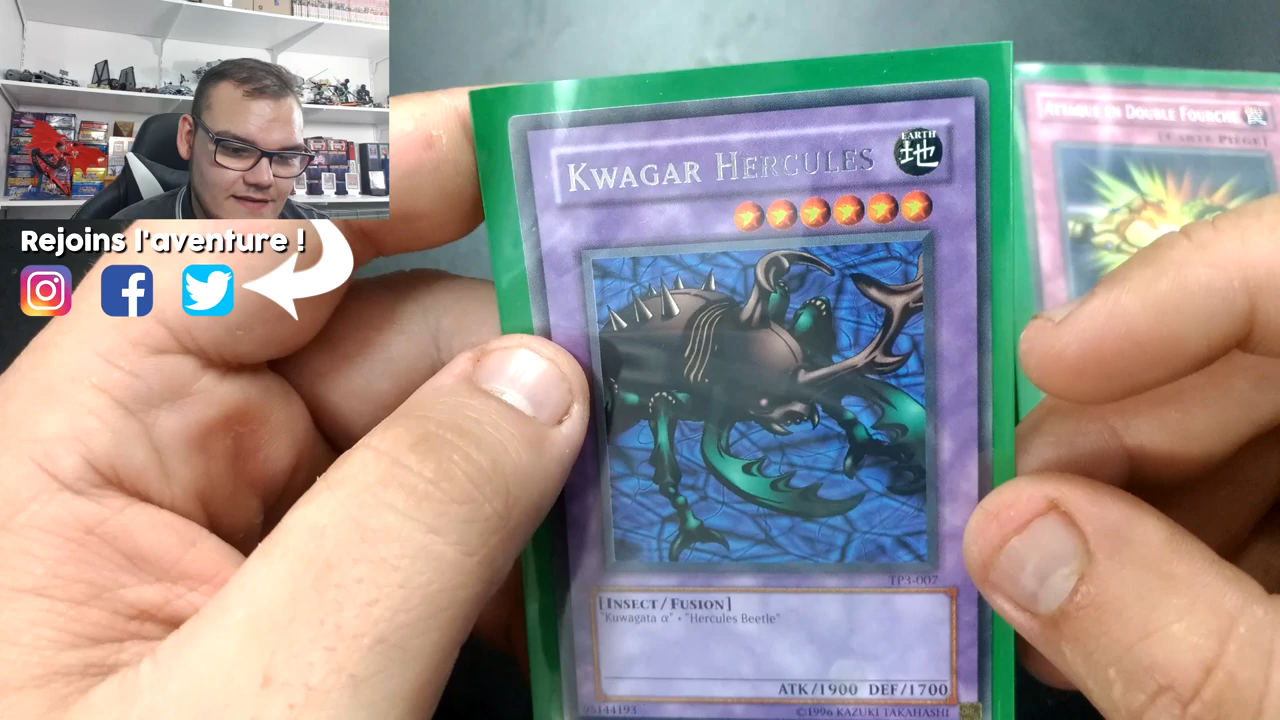 Rejoins l'aventure !
KWAGAR HERCULES
EARTH
地
TP3-007
[INSECT/FUSION]
"Kuwagata α" + "Hercules Beetle"
ATK/1900 DEF/1700
95144193
©1996 KAZUKI TAKAHASHI
ATTAQUE EN DOUBLE FOURCHE
[CARTE PIÈGE]